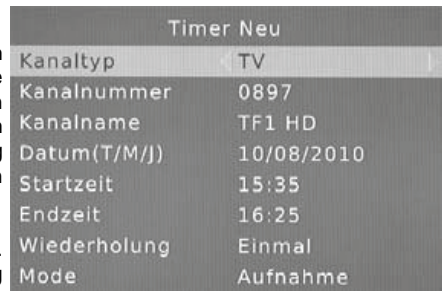 Timer Neu
Kanaltyp TV
Kanalnummer 0897
Kanalname TF1 HD
Datum(T/M/J) 10/08/2010
Startzeit 15:35
Endzeit 16:25
Wiederholung Einmal
Mode Aufnahme